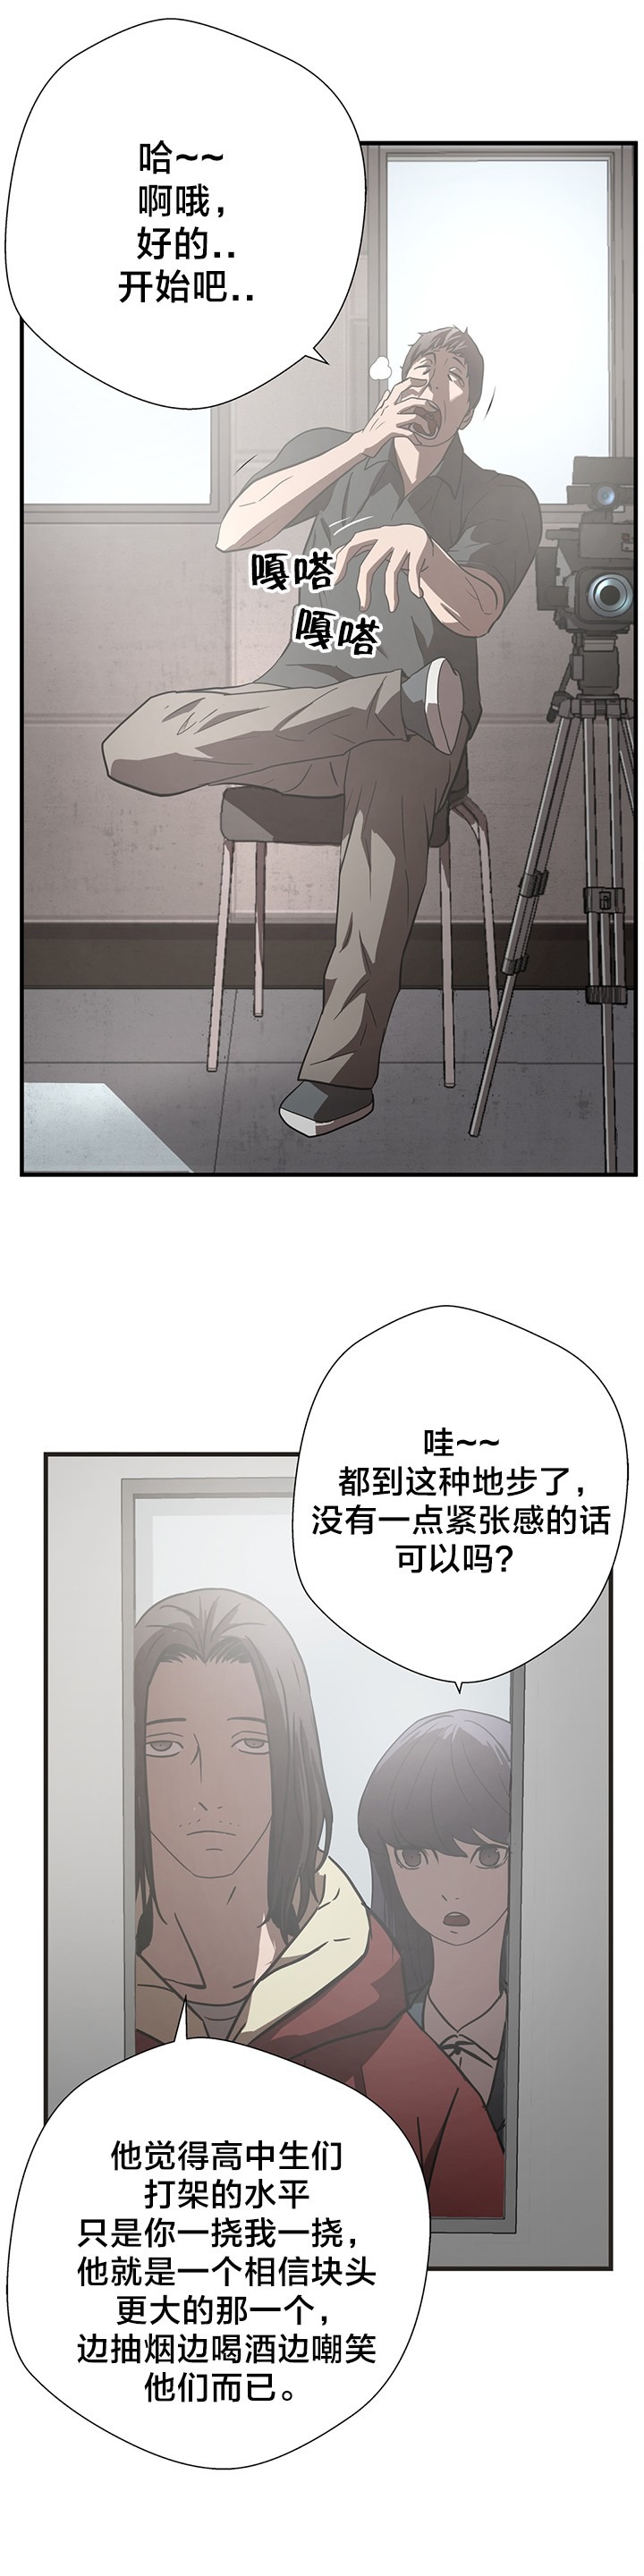 哈~~
啊哦，
好的..
开始吧..
嘎嗒
嘎嗒
哇~~
都到这种地步了，
没有一点紧张感的话
可以吗？
他觉得高中生们
打架的水平
只是你一挠我一挠，
他就是一个相信块头
更大的那一个，
边抽烟边喝酒边嘲笑
他们而已。